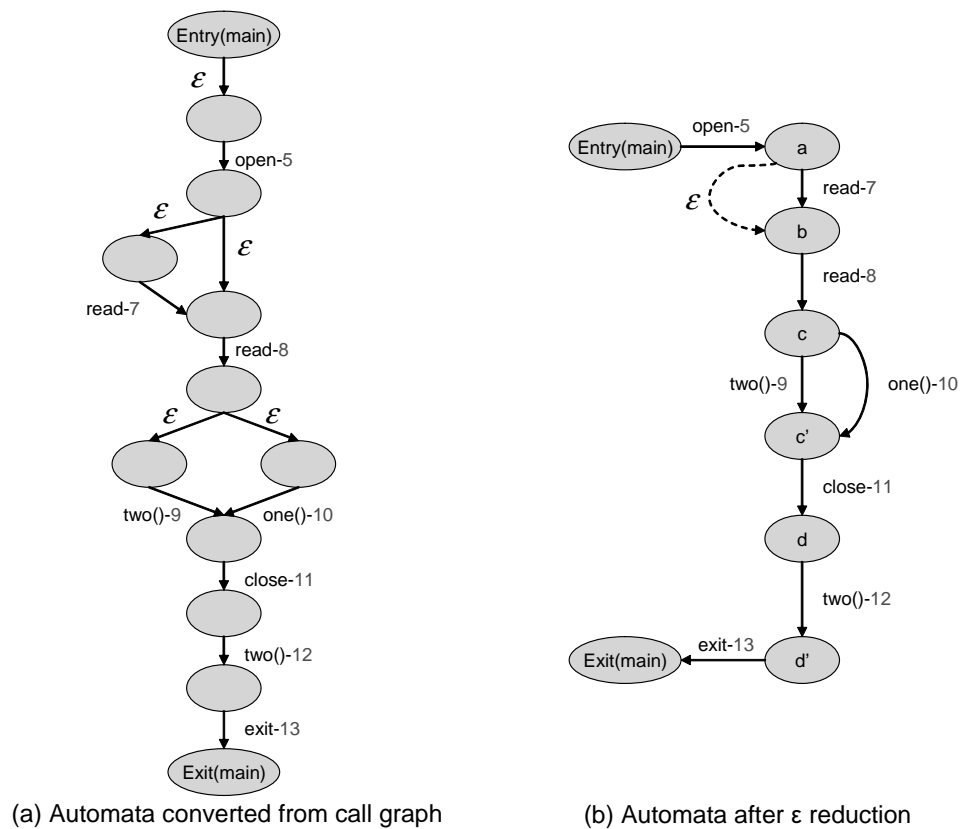 Entry(main)
ε
open-5
ε
ε
read-7
read-8
ε
ε
two()-9
one()-10
close-11
two()-12
exit-13
Exit(main)
(a) Automata converted from call graph
Entry(main)
open-5
a
ε
read-7
b
read-8
c
two()-9
one()-10
c'
close-11
d
two()-12
Exit(main)
exit-13
d'
(b) Automata after ε reduction